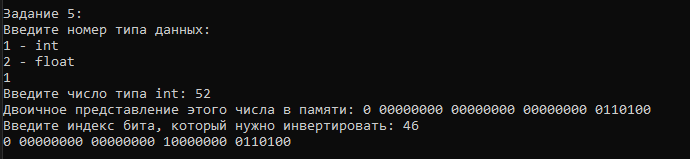 Задание 5:
Введите номер типа данных:
1 - int
2 - float
1
Введите число типа int: 52
Двоичное представление этого числа в памяти: 0 00000000 00000000 00000000 0110100
Введите индекс бита, который нужно инвертировать: 46
0 00000000 00000000 10000000 0110100